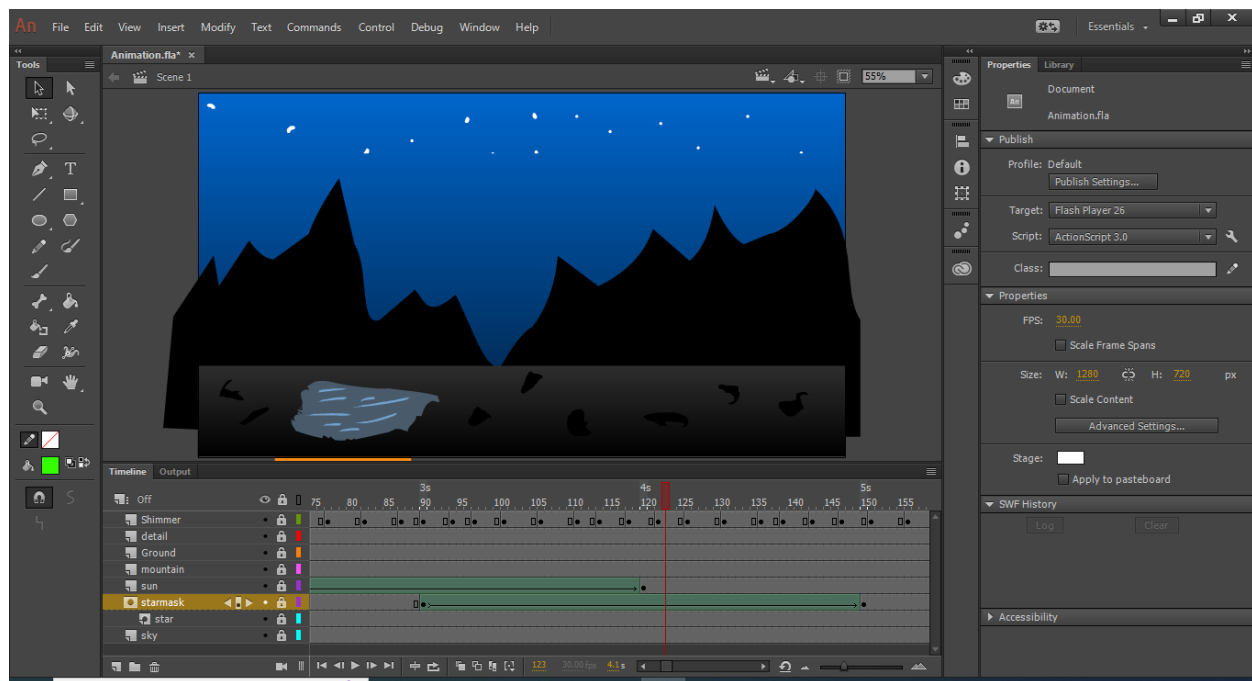 An File Edit View Insert Modify Text Commands Control Debug Window Help Essentials
Animation.fla* ×
Tools
Scene 1 55%
Properties Library
Document
An
Animation.fla
Publish
Profile: Default
Publish Settings...
Target: Flash Player 26
Script: ActionScript 3.0
Class:
Properties
FPS: 30.00
Scale Frame Spans
Size: W: 1280 H: 720 px
Scale Content
Advanced Settings...
Stage:
Apply to pasteboard
SWF History
Log Clear
Accessibility
Timeline Output
3s 4s 5s
Off 75 80 85 90 95 100 105 110 115 120 125 130 135 140 145 150 155
Shimmer
detail
Ground
mountain
sun
starmask
star
sky
123 30.00 fps 4.1 s